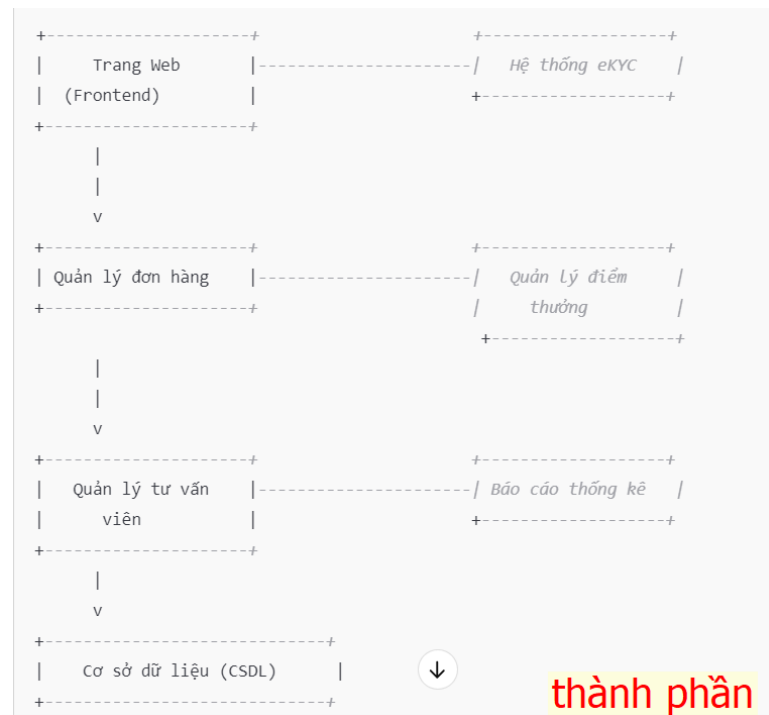 +---------------------+ +-------------------+
| Trang Web |----------------------| Hệ thống eKYC |
| (Frontend) | +-------------------+
+---------------------+
|
|
v
+---------------------+ +-------------------+
| Quản lý đơn hàng |----------------------| Quản lý điểm |
+---------------------+ | thưởng |
+-------------------+
|
|
v
+---------------------+ +-------------------+
| Quản lý tư vấn |----------------------| Báo cáo thống kê |
| viên | +-------------------+
+---------------------+
|
v
+-----------------------------+
| Cơ sở dữ liệu (CSDL) |
+-----------------------------+
thành phần